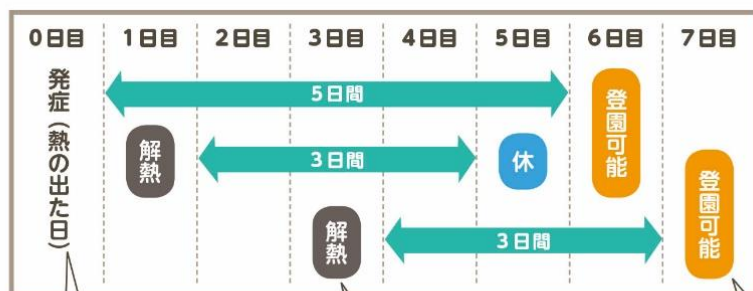 0日目 1日目 2日目 3日目 4日目 5日目 6日目 7日目
発症（熱の出た日）
5日間
登園可能
解熱
3日間
休
登園可能
解熱
3日間